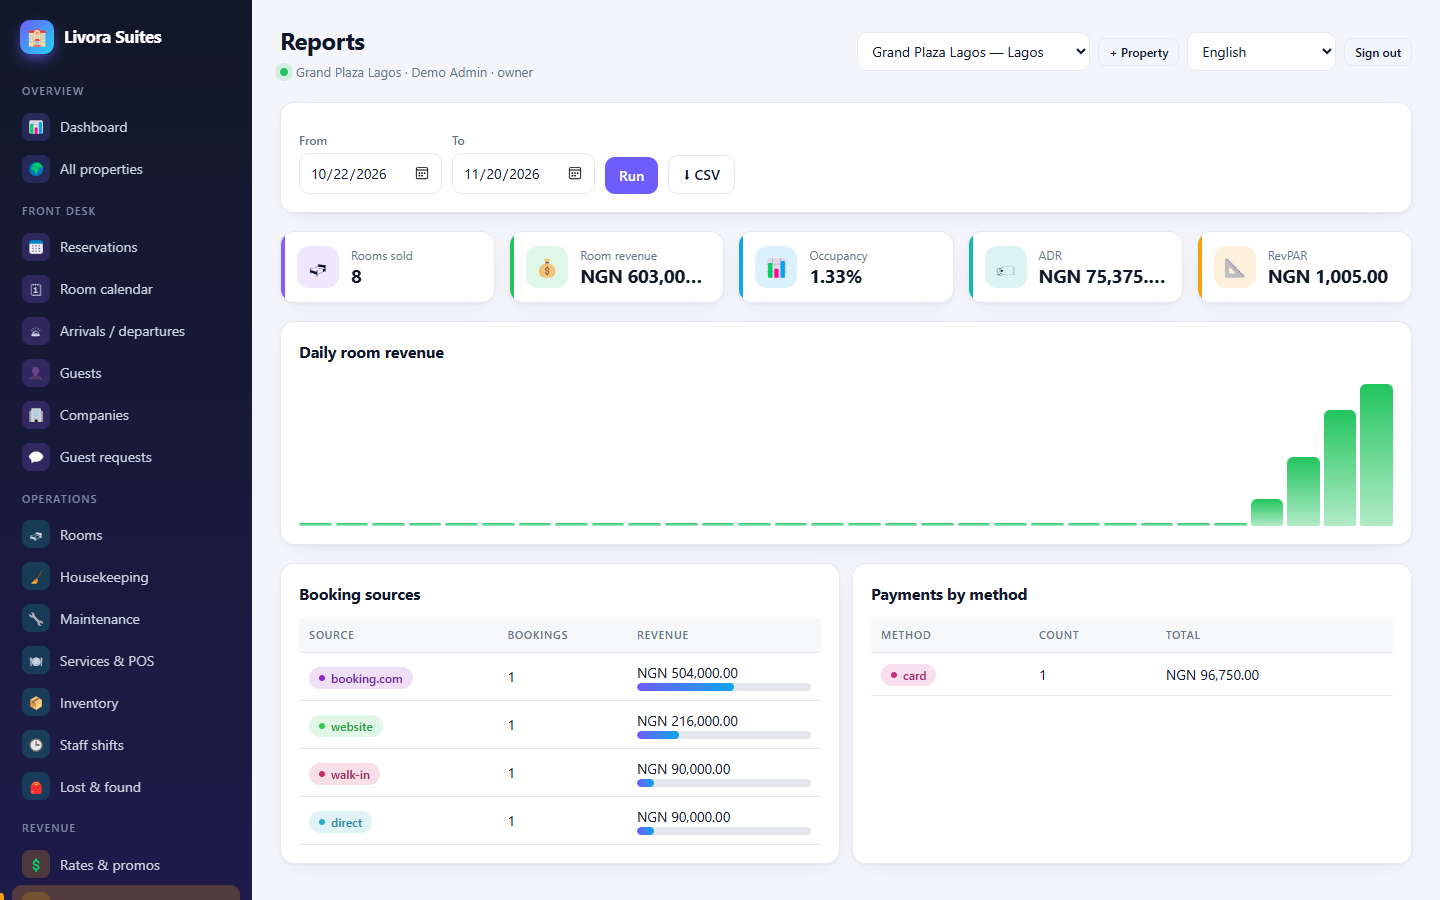 Livora Suites
OVERVIEW
Dashboard
All properties
FRONT DESK
Reservations
Room calendar
Arrivals / departures
Guests
Companies
Guest requests
OPERATIONS
Rooms
Housekeeping
Maintenance
Services & POS
Inventory
Staff shifts
Lost & found
REVENUE
Rates & promos
Reports
Grand Plaza Lagos · Demo Admin · owner
Grand Plaza Lagos — Lagos
+ Property
English
Sign out
From
To
10/22/2026
11/20/2026
Run
⬇ CSV
Rooms sold
8
Room revenue
NGN 603,00...
Occupancy
1.33%
ADR
NGN 75,375....
RevPAR
NGN 1,005.00
Daily room revenue
Booking sources
SOURCE BOOKINGS REVENUE
booking.com 1 NGN 504,000.00
website 1 NGN 216,000.00
walk-in 1 NGN 90,000.00
direct 1 NGN 90,000.00
Payments by method
METHOD COUNT TOTAL
card 1 NGN 96,750.00